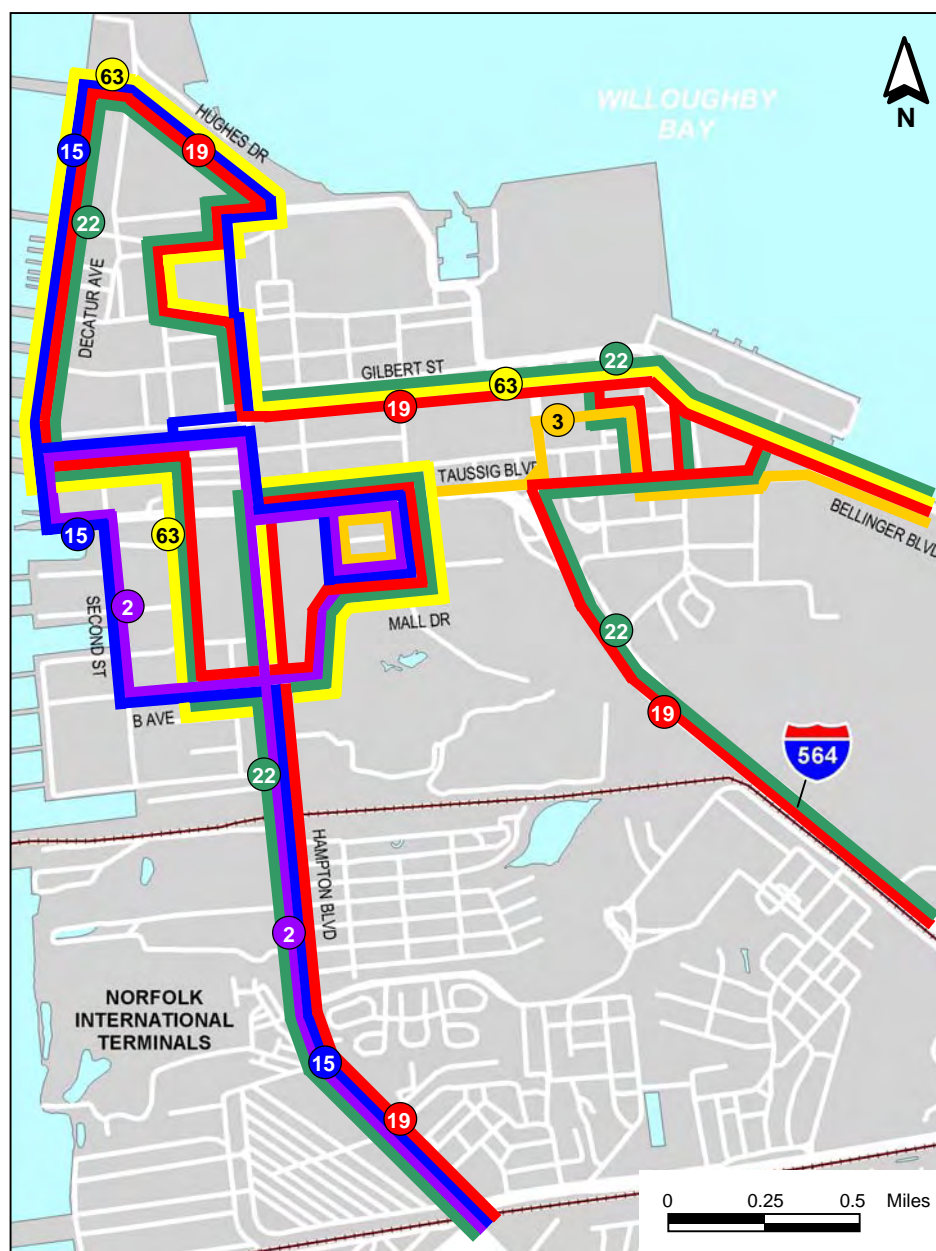 63
WILLOUGHBY
BAY
N
HUGHES DR
15
19
22
DECATUR AVE
22
GILBERT ST
63
19
3
TAUSSIG BLVD
BELLINGER BLVD
15
63
2
SECOND ST
MALL DR
22
B AVE
19
564
22
HAMPTON BLVD
2
NORFOLK
INTERNATIONAL
TERMINALS
15
19
0 0.25 0.5 Miles